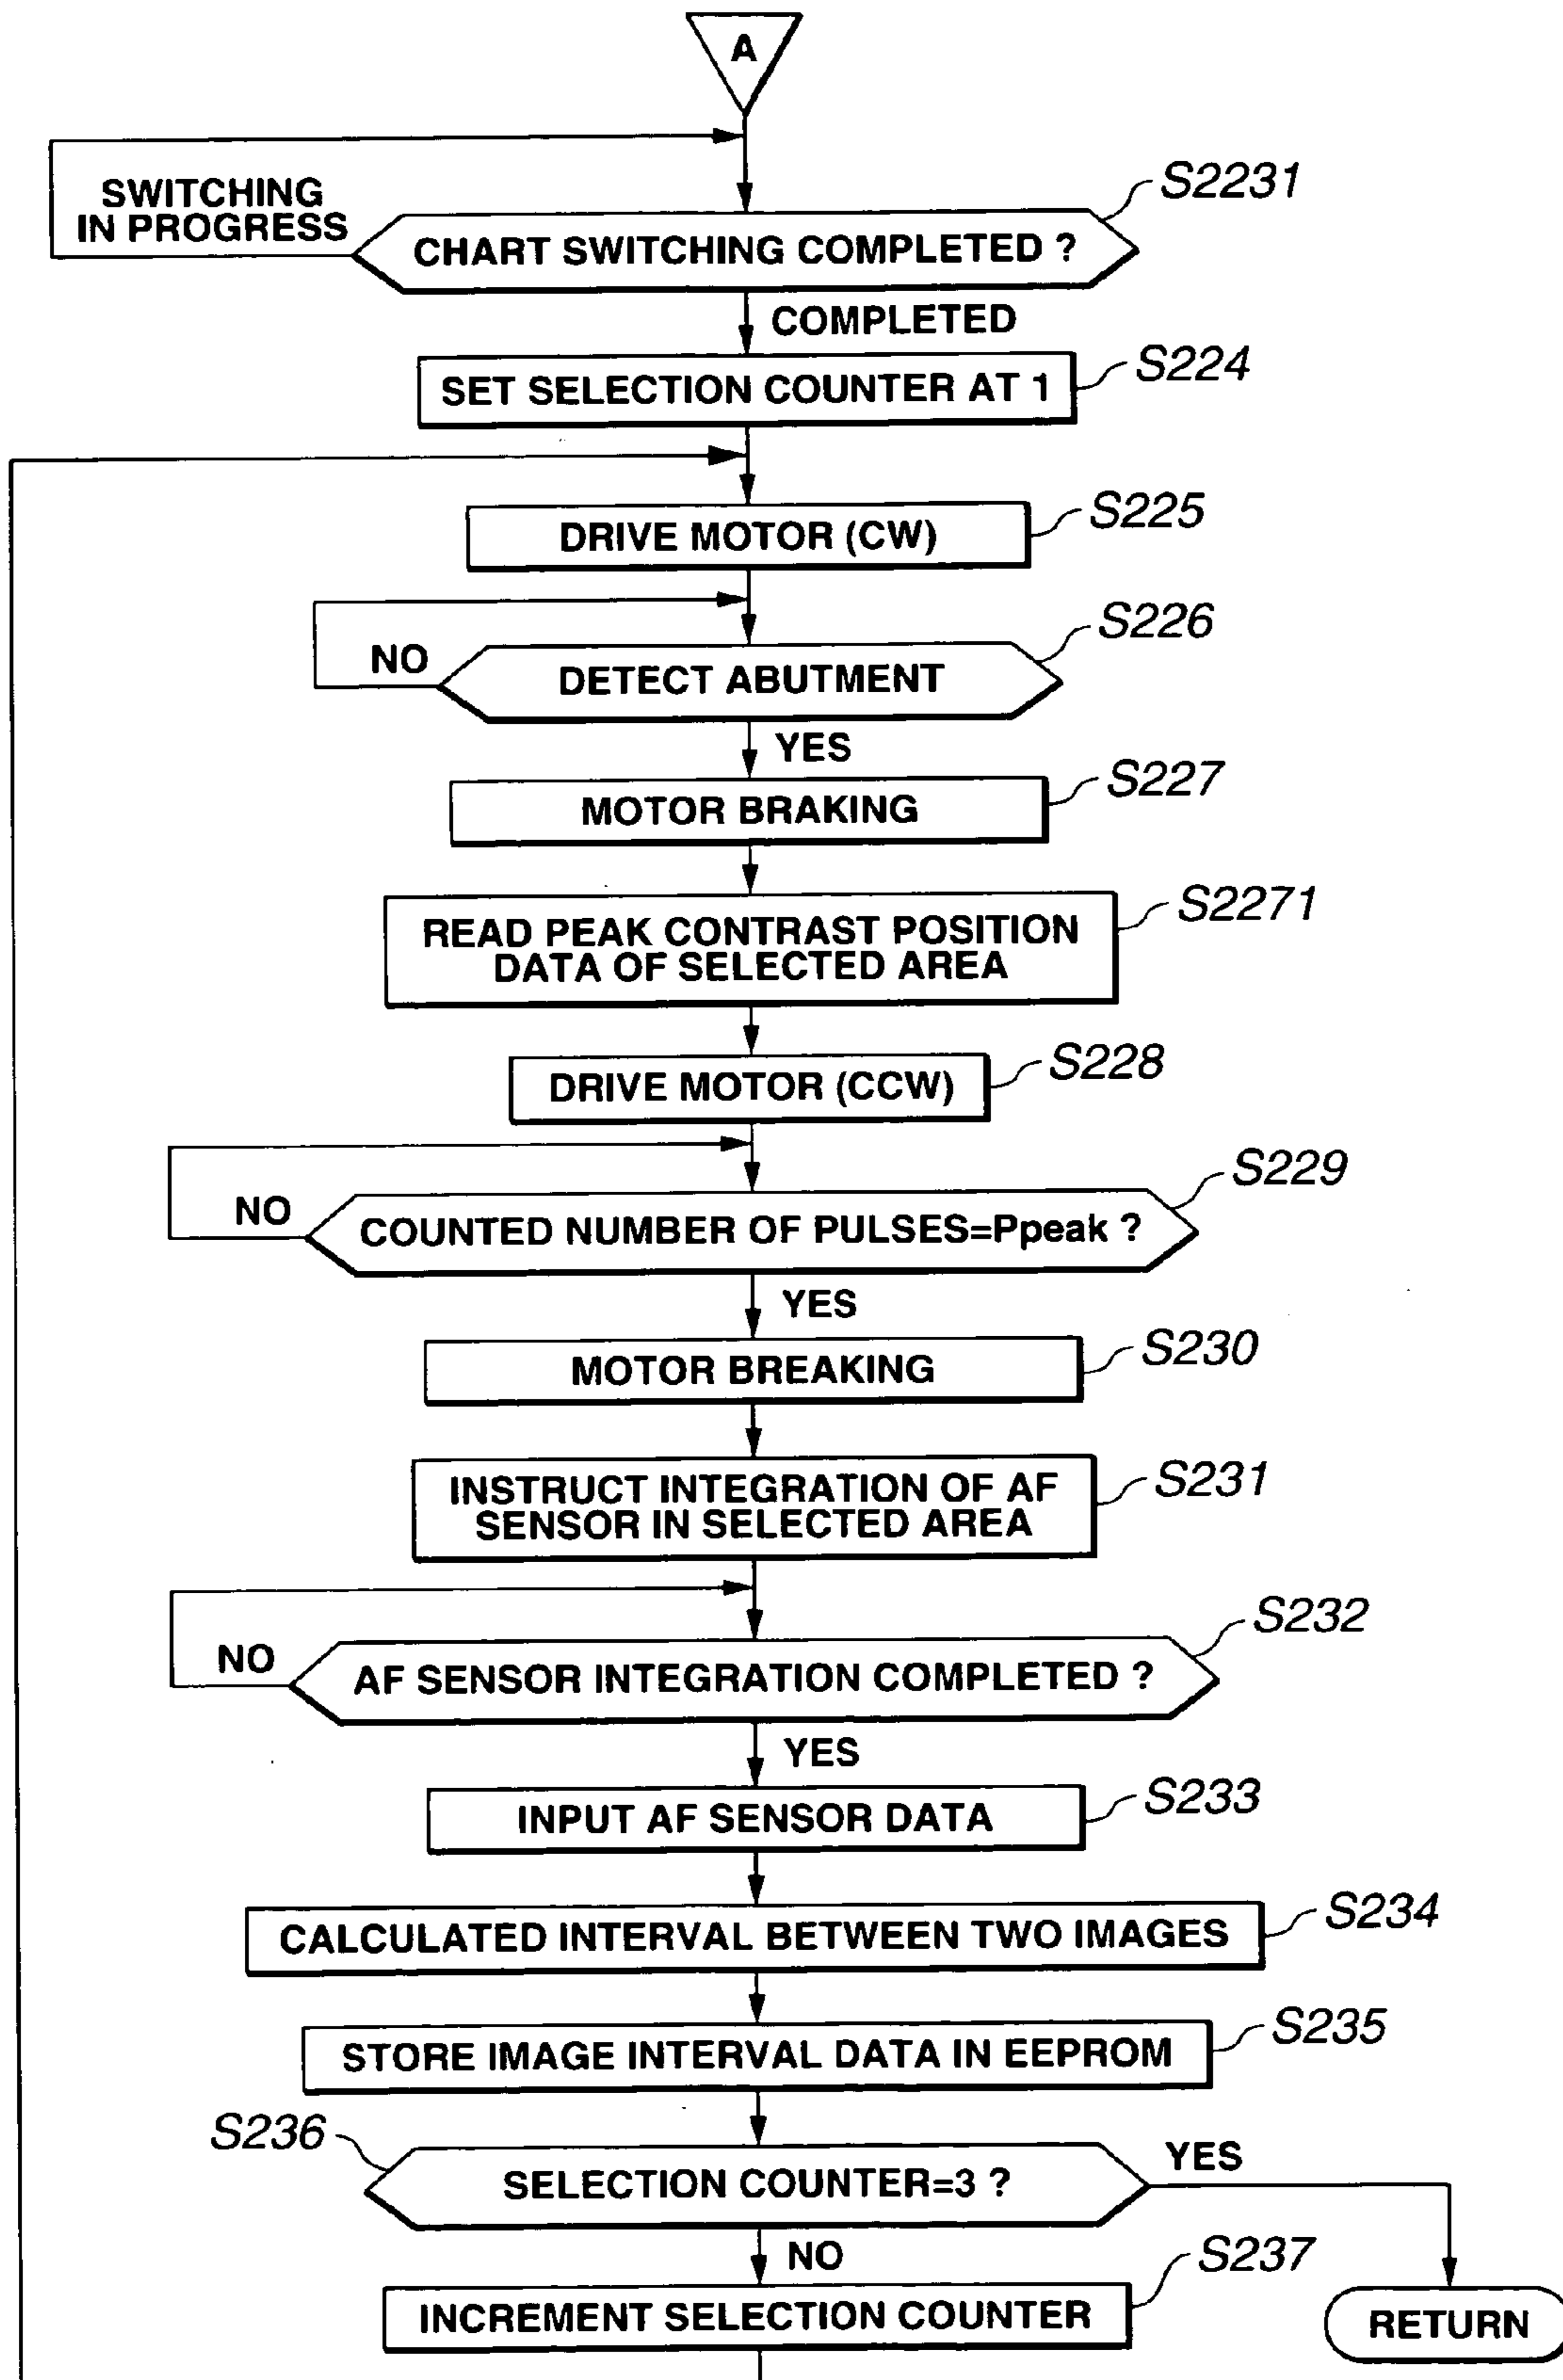 A
SWITCHING
IN PROGRESS
S2231
CHART SWITCHING COMPLETED ?
COMPLETED
S224
SET SELECTION COUNTER AT 1
S225
DRIVE MOTOR (CW)
S226
NO
DETECT ABUTMENT
YES
S227
MOTOR BRAKING
S2271
READ PEAK CONTRAST POSITION
DATA OF SELECTED AREA
S228
DRIVE MOTOR (CCW)
S229
NO
COUNTED NUMBER OF PULSES=Ppeak ?
YES
S230
MOTOR BREAKING
S231
INSTRUCT INTEGRATION OF AF
SENSOR IN SELECTED AREA
S232
NO
AF SENSOR INTEGRATION COMPLETED ?
YES
S233
INPUT AF SENSOR DATA
S234
CALCULATED INTERVAL BETWEEN TWO IMAGES
S235
STORE IMAGE INTERVAL DATA IN EEPROM
S236
YES
SELECTION COUNTER=3 ?
NO
S237
INCREMENT SELECTION COUNTER
RETURN